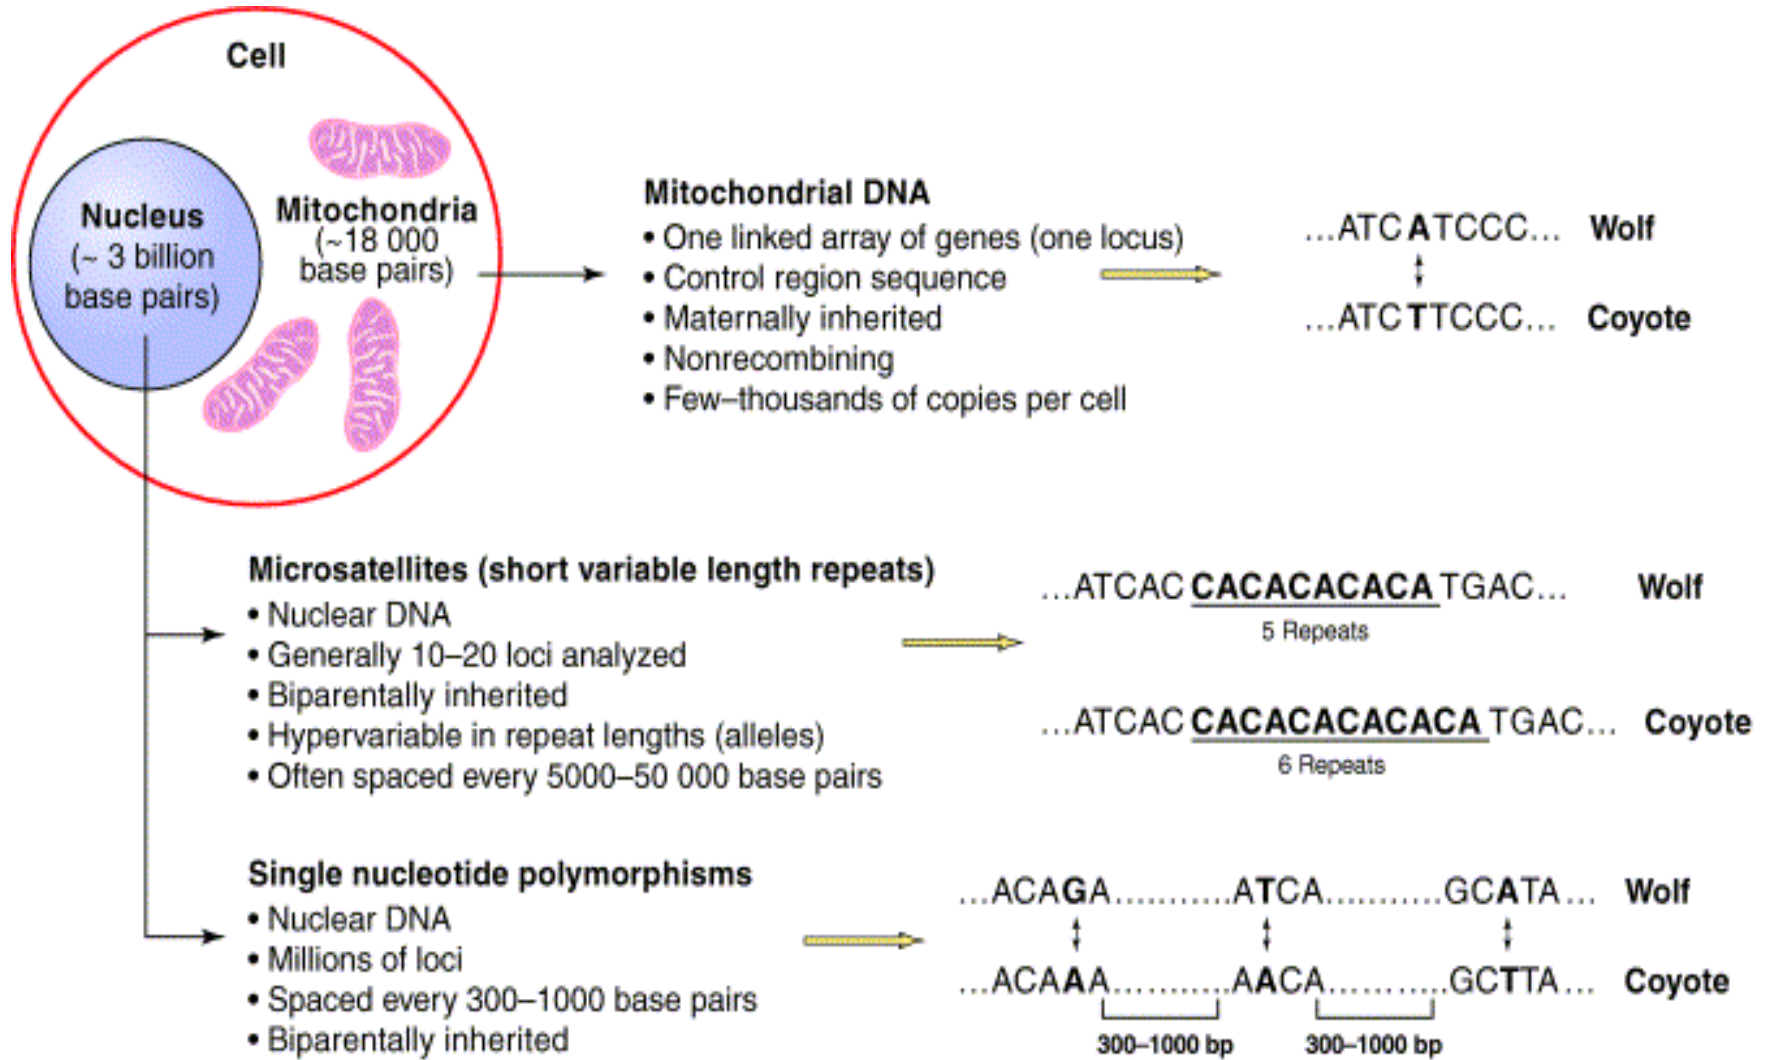 Cell
Nucleus
(~ 3 billion
base pairs)
Mitochondria
(~18 000
base pairs)
Mitochondrial DNA
• One linked array of genes (one locus)
• Control region sequence
• Maternally inherited
• Nonrecombining
• Few–thousands of copies per cell
...ATCATCCC... Wolf
...ATCTTCCC... Coyote
Microsatellites (short variable length repeats)
• Nuclear DNA
• Generally 10–20 loci analyzed
• Biparentally inherited
• Hypervariable in repeat lengths (alleles)
• Often spaced every 5000–50 000 base pairs
...ATCAC CACACACACA TGAC... Wolf
5 Repeats
...ATCAC CACACACACACA TGAC... Coyote
6 Repeats
Single nucleotide polymorphisms
• Nuclear DNA
• Millions of loci
• Spaced every 300–1000 base pairs
• Biparentally inherited
...ACAGA...........ATCA...........GCATA... Wolf
...ACAAA...........AACA...........GCTTA... Coyote
300–1000 bp 300–1000 bp